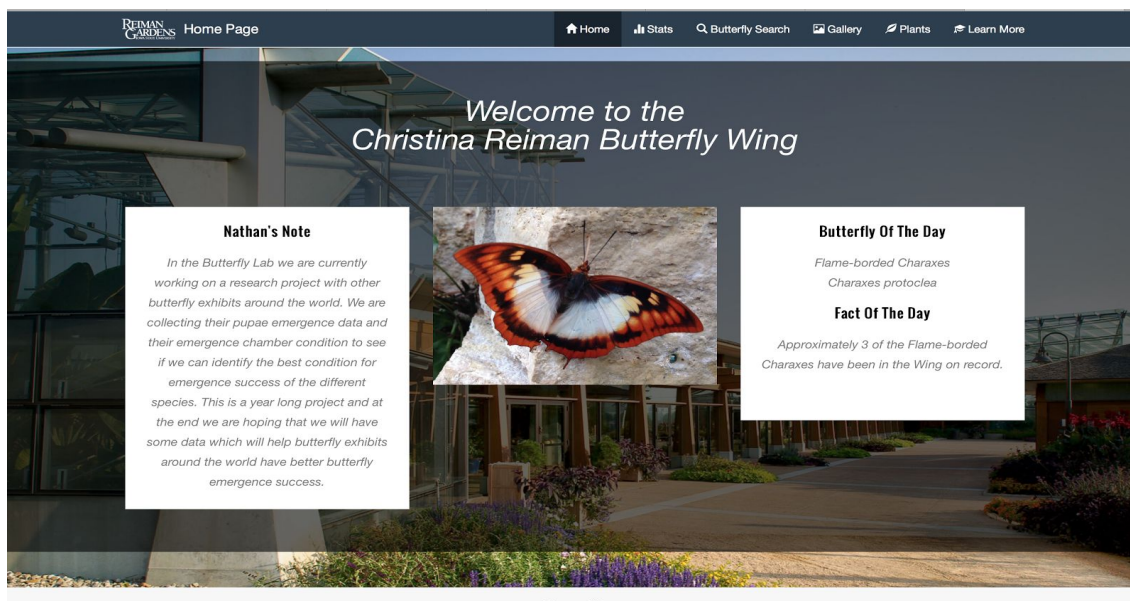 REIMAN
GARDENS
IOWA STATE UNIVERSITY
Home Page
Home
Stats
Butterfly Search
Gallery
Plants
Learn More
Welcome to the
Christina Reiman Butterfly Wing
Nathan's Note
In the Butterfly Lab we are currently
working on a research project with other
butterfly exhibits around the world. We are
collecting their pupae emergence data and
their emergence chamber condition to see
if we can identify the best condition for
emergence success of the different
species. This is a year long project and at
the end we are hoping that we will have
some data which will help butterfly exhibits
around the world have better butterfly
emergence success.
Butterfly Of The Day
Flame-borded Charaxes
Charaxes protoclea
Fact Of The Day
Approximately 3 of the Flame-borded
Charaxes have been in the Wing on record.